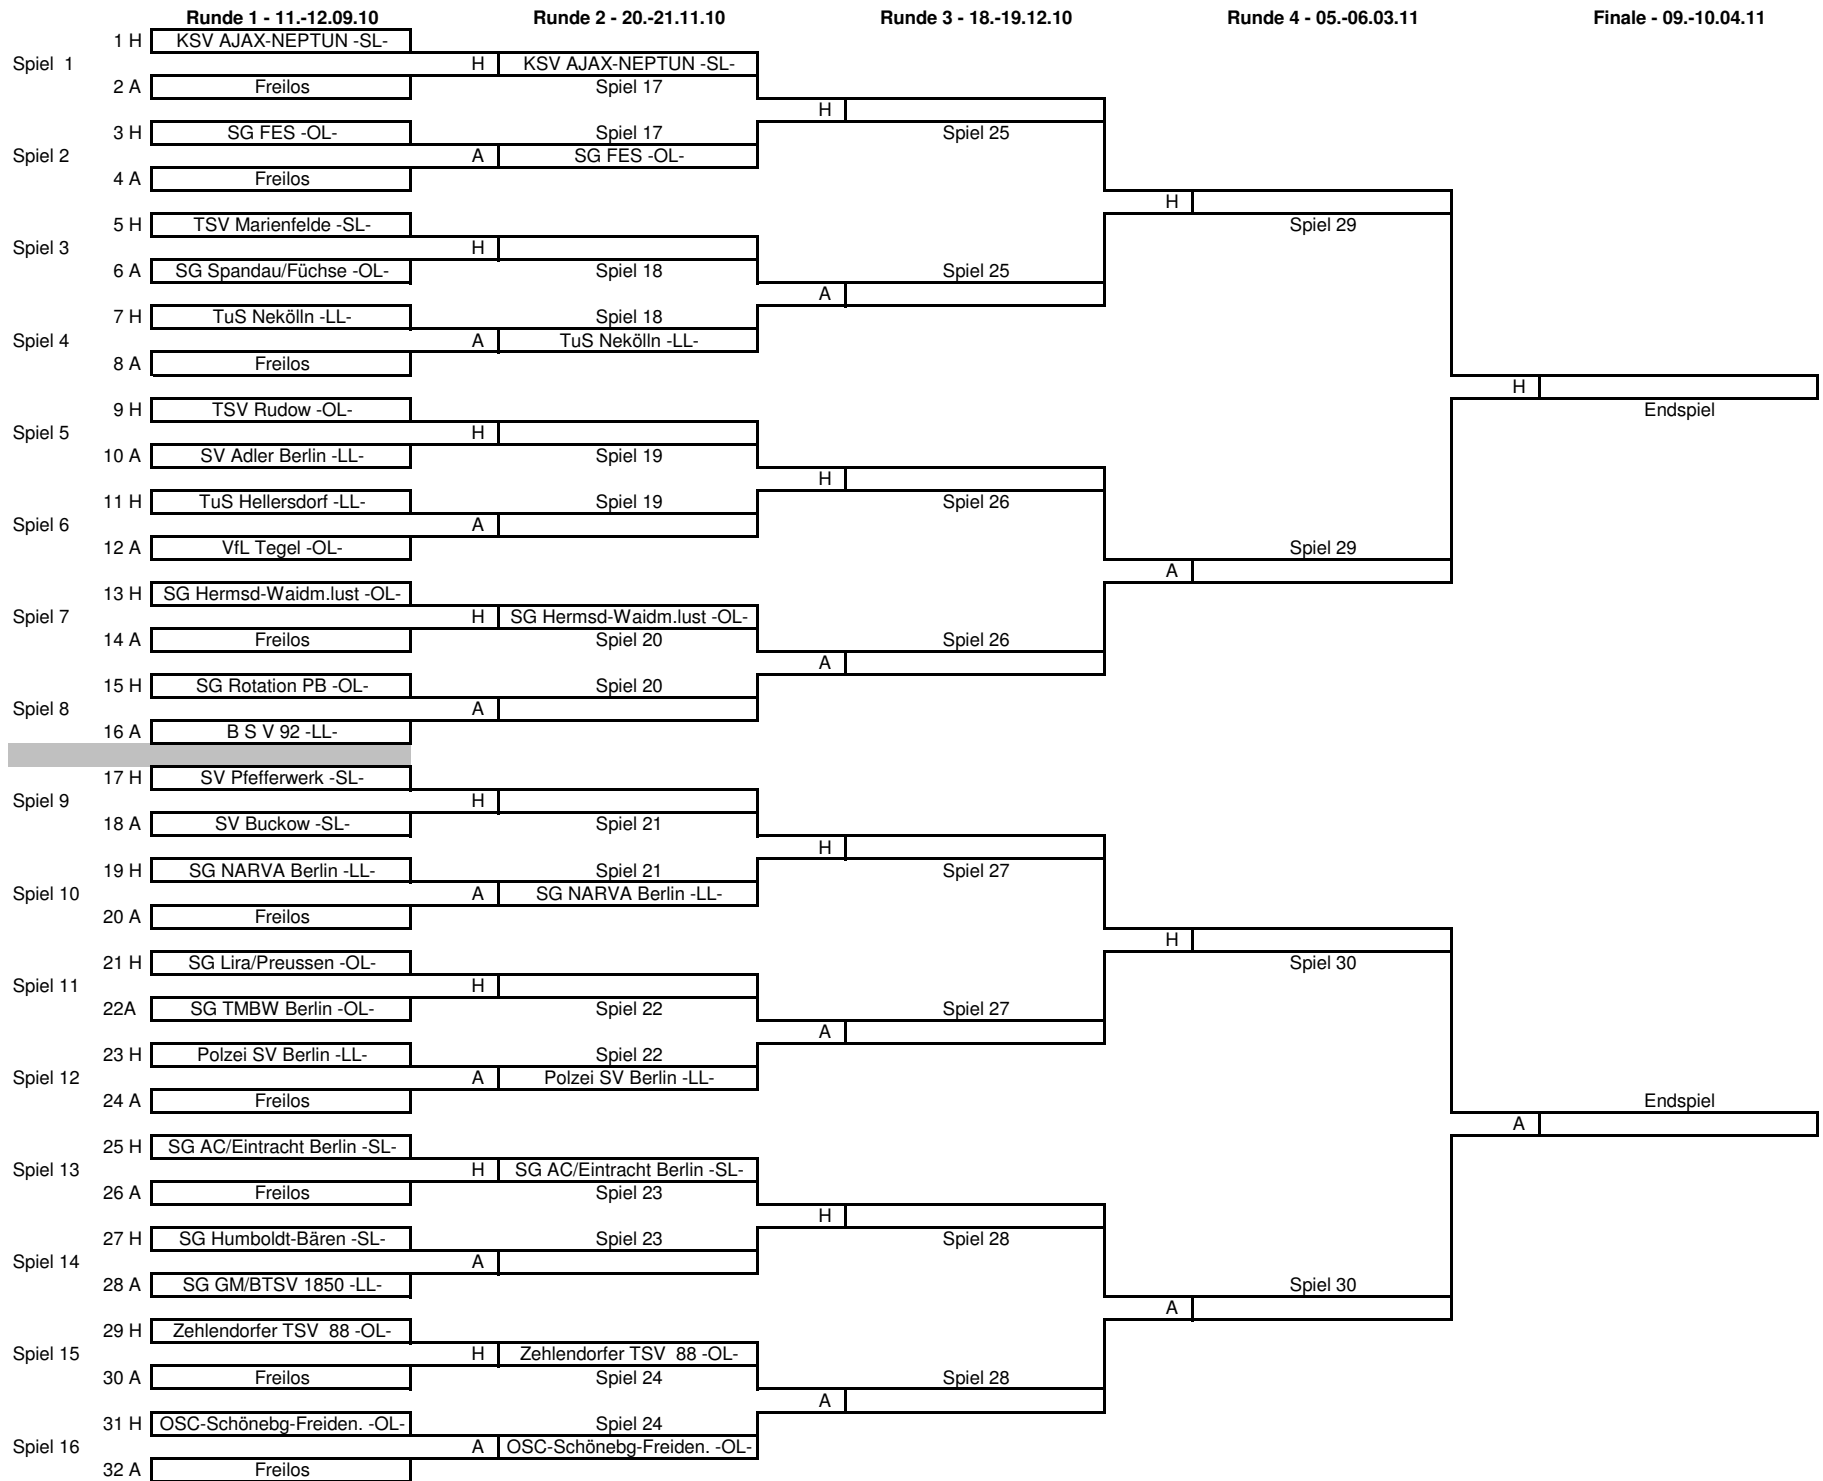 Runde 1 - 11.-12.09.10 Runde 2 - 20.-21.11.10 Runde 3 - 18.-19.12.10 Runde 4 - 05.-06.03.11 Finale - 09.-10.04.11
1 H KSV AJAX-NEPTUN -SL-
Spiel 1 H KSV AJAX-NEPTUN -SL-
2 A Freilos Spiel 17
H
3 H SG FES -OL- Spiel 17 Spiel 25
Spiel 2 A SG FES -OL-
4 A Freilos
H
5 H TSV Marienfelde -SL- Spiel 29
Spiel 3 H
6 A SG Spandau/Füchse -OL- Spiel 18 Spiel 25
A
7 H TuS Nekölln -LL- Spiel 18
Spiel 4 A TuS Nekölln -LL-
8 A Freilos
H
9 H TSV Rudow -OL- Endspiel
Spiel 5 H
10 A SV Adler Berlin -LL- Spiel 19
H
11 H TuS Hellersdorf -LL- Spiel 19 Spiel 26
Spiel 6 A
12 A VfL Tegel -OL- Spiel 29
A
13 H SG Hermsd-Waidm.lust -OL-
Spiel 7 H SG Hermsd-Waidm.lust -OL-
14 A Freilos Spiel 20 Spiel 26
A
15 H SG Rotation PB -OL- Spiel 20
Spiel 8 A
16 A B S V 92 -LL-
17 H SV Pfefferwerk -SL-
Spiel 9 H
18 A SV Buckow -SL- Spiel 21
H
19 H SG NARVA Berlin -LL- Spiel 21 Spiel 27
Spiel 10 A SG NARVA Berlin -LL-
20 A Freilos
H
21 H SG Lira/Preussen -OL- Spiel 30
Spiel 11 H
22A SG TMBW Berlin -OL- Spiel 22 Spiel 27
A
23 H Polzei SV Berlin -LL- Spiel 22
Spiel 12 A Polzei SV Berlin -LL-
24 A Freilos Endspiel
A
25 H SG AC/Eintracht Berlin -SL-
Spiel 13 H SG AC/Eintracht Berlin -SL-
26 A Freilos Spiel 23
H
27 H SG Humboldt-Bären -SL- Spiel 23 Spiel 28
Spiel 14 A
28 A SG GM/BTSV 1850 -LL- Spiel 30
A
29 H Zehlendorfer TSV 88 -OL-
Spiel 15 H Zehlendorfer TSV 88 -OL-
30 A Freilos Spiel 24 Spiel 28
A
31 H OSC-Schönebg-Freiden. -OL- Spiel 24
Spiel 16 A OSC-Schönebg-Freiden. -OL-
32 A Freilos